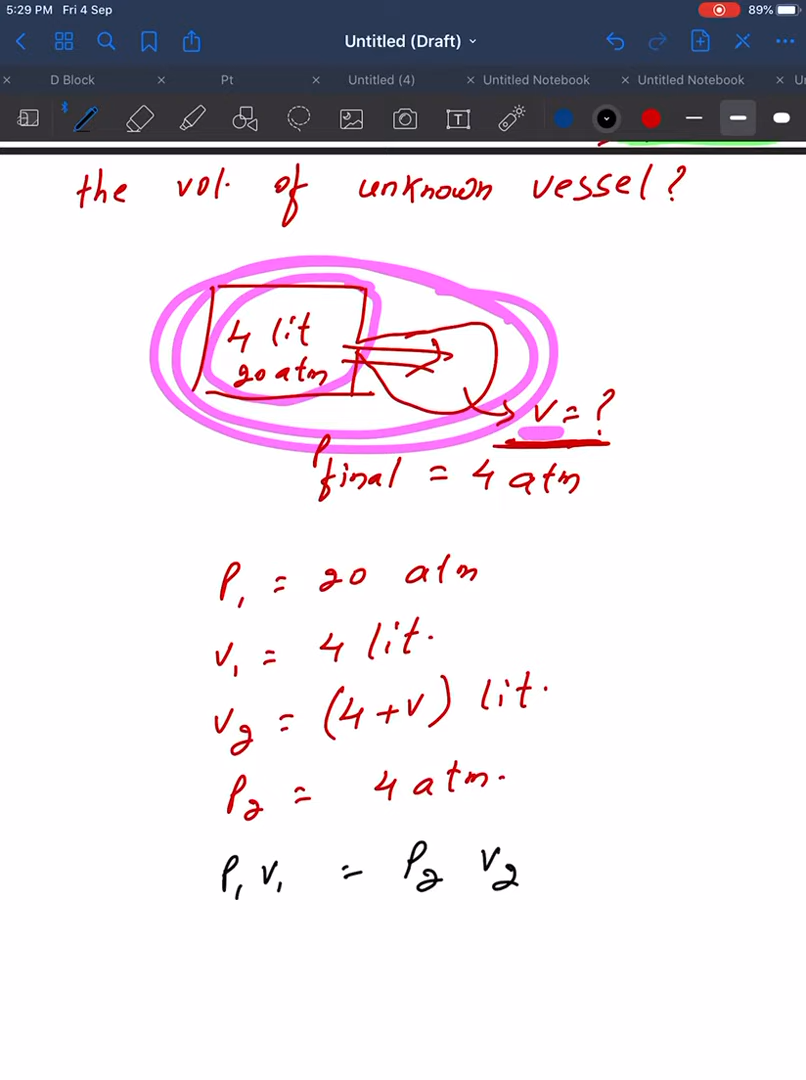 5:29 PM Fri 4 Sep 89%
Untitled (Draft)
D Block Pt Untitled (4) Untitled Notebook Untitled Notebook
the vol. of unknown vessel?
4 lit
20 atm
V = ?
Pfinal = 4 atm
P₁ = 20 atm
V₁ = 4 lit.
V₂ = (4+V) lit.
P₂ = 4 atm.
P₁ V₁ = P₂ V₂